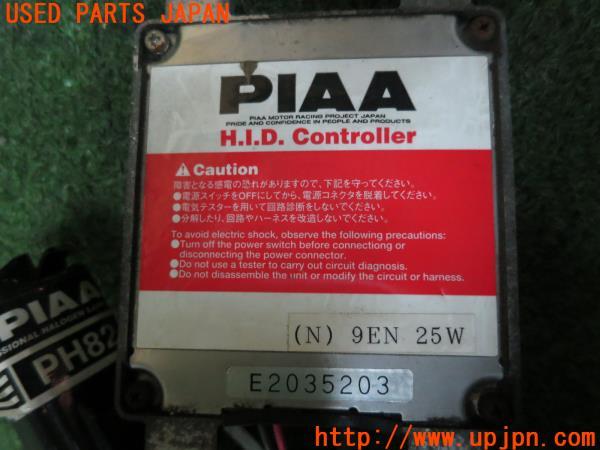 USED PARTS JAPAN
PIAA
PIAA MOTOR RACING PROJECT JAPAN
PRIDE AND CONFIDENCE IN PEOPLE AND PRODUCTS
H.I.D. Controller
Caution
障害となる感電の恐れがありますので、下記を守ってください。
●電源スイッチをOFFにしてから、電源コネクタを脱着してください。
●電気テスターを用いて回路診断をしないでください。
●分解したり、回路やハーネスを改造しないでください。
To avoid electric shock, observe the following precautions:
●Turn off the power switch before connectiong or
disconnecting the power connector.
●Do not use a tester to carry out circuit diagnosis.
●Do not disassemble the unit or modify the circuit or harness.
(N) 9EN 25W
E2035203
PIAA
HALOGEN
PH82
http://www.upjpn.com/